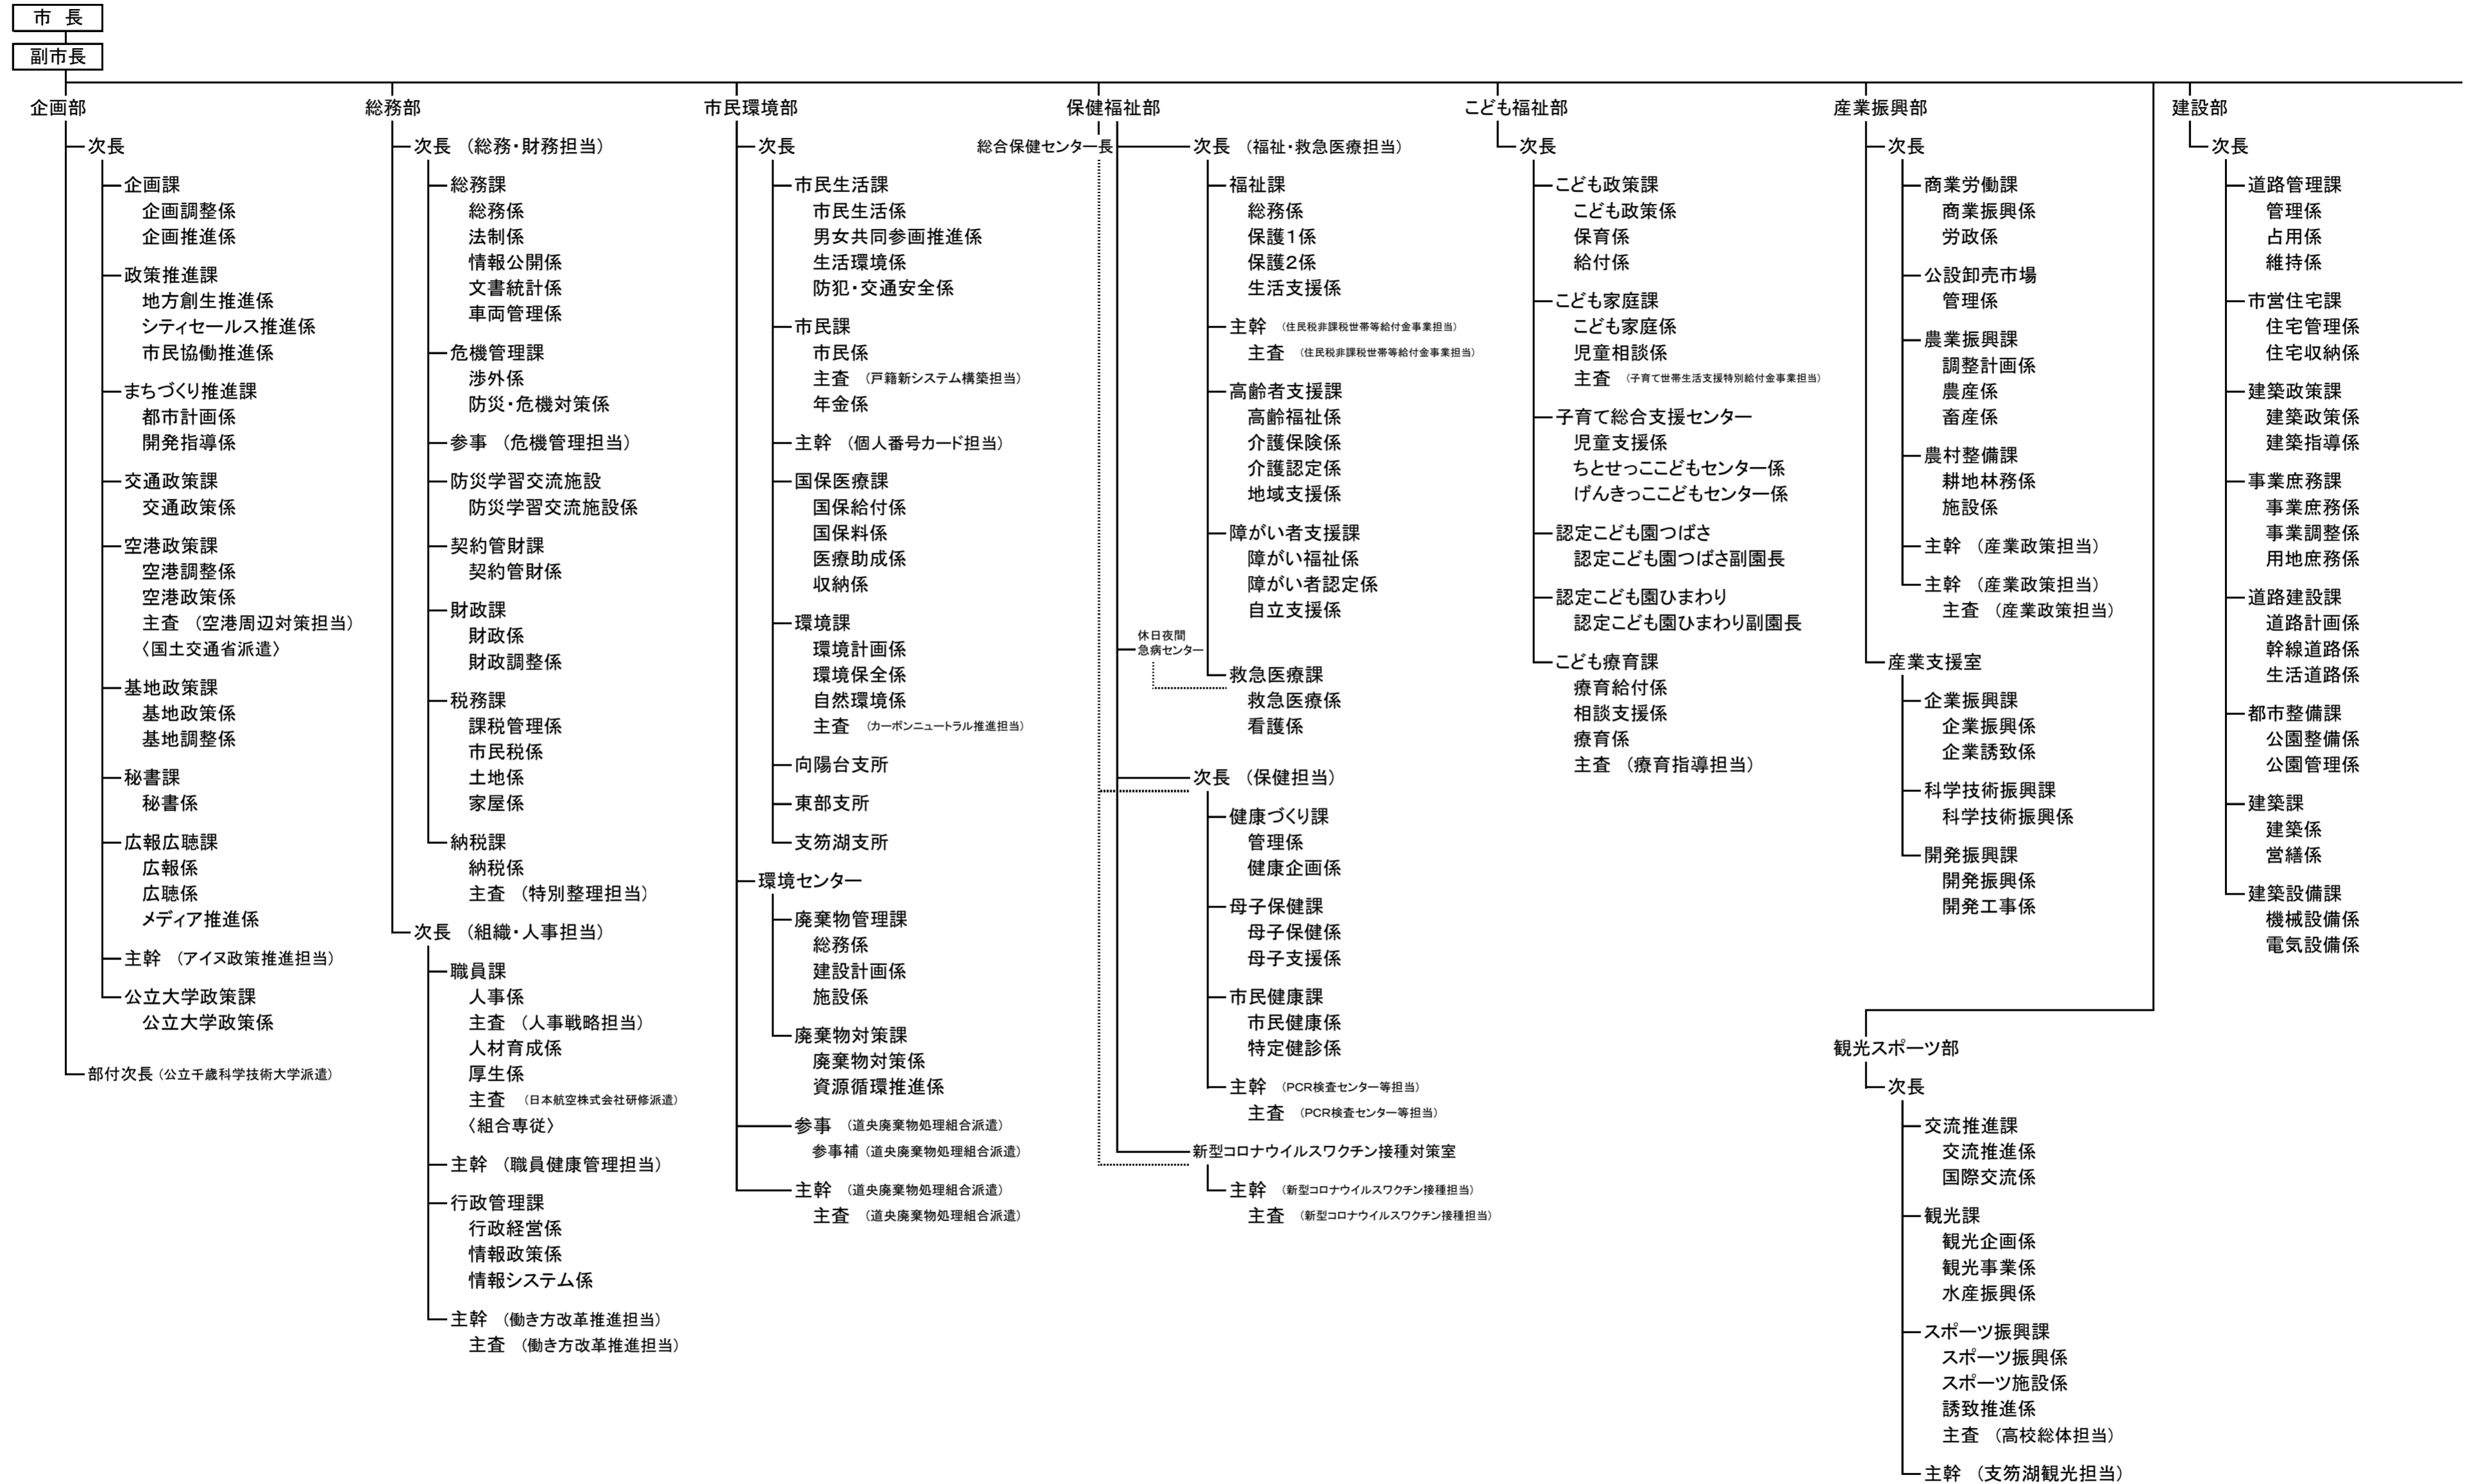 市　長
副市長
企画部
次長
企画課
企画調整係
企画推進係
政策推進課
地方創生推進係
シティセールス推進係
市民協働推進係
まちづくり推進課
都市計画係
開発指導係
交通政策課
交通政策係
空港政策課
空港調整係
空港政策係
主査 （空港周辺対策担当）
〈国土交通省派遣〉
基地政策課
基地政策係
基地調整係
秘書課
秘書係
広報広聴課
広報係
広聴係
メディア推進係
主幹 （アイヌ政策推進担当）
公立大学政策課
公立大学政策係
部付次長（公立千歳科学技術大学派遣）
総務部
次長 （総務・財務担当）
総務課
総務係
法制係
情報公開係
文書統計係
車両管理係
危機管理課
渉外係
防災・危機対策係
参事 （危機管理担当）
防災学習交流施設
防災学習交流施設係
契約管財課
契約管財係
財政課
財政係
財政調整係
税務課
課税管理係
市民税係
土地係
家屋係
納税課
納税係
主査 （特別整理担当）
次長 （組織・人事担当）
職員課
人事係
主査 （人事戦略担当）
人材育成係
厚生係
主査 （日本航空株式会社研修派遣）
〈組合専従〉
主幹 （職員健康管理担当）
行政管理課
行政経営係
情報政策係
情報システム係
主幹 （働き方改革推進担当）
主査 （働き方改革推進担当）
市民環境部
次長
市民生活課
市民生活係
男女共同参画推進係
生活環境係
防犯・交通安全係
市民課
市民係
主査 （戸籍新システム構築担当）
年金係
主幹 （個人番号カード担当）
国保医療課
国保給付係
国保料係
医療助成係
収納係
環境課
環境計画係
環境保全係
自然環境係
主査 （カーボンニュートラル推進担当）
向陽台支所
東部支所
支笏湖支所
環境センター
廃棄物管理課
総務係
建設計画係
施設係
廃棄物対策課
廃棄物対策係
資源循環推進係
参事 （道央廃棄物処理組合派遣）
参事補（道央廃棄物処理組合派遣）
主幹 （道央廃棄物処理組合派遣）
主査 （道央廃棄物処理組合派遣）
保健福祉部
総合保健センター長
次長 （福祉・救急医療担当）
福祉課
総務係
保護１係
保護２係
生活支援係
主幹 （住民税非課税世帯等給付金事業担当）
主査 （住民税非課税世帯等給付金事業担当）
高齢者支援課
高齢福祉係
介護保険係
介護認定係
地域支援係
障がい者支援課
障がい福祉係
障がい者認定係
自立支援係
休日夜間
急病センター
救急医療課
救急医療係
看護係
次長 （保健担当）
健康づくり課
管理係
健康企画係
母子保健課
母子保健係
母子支援係
市民健康課
市民健康係
特定健診係
主幹 （PCR検査センター等担当）
主査 （PCR検査センター等担当）
新型コロナウイルスワクチン接種対策室
主幹 （新型コロナウイルスワクチン接種担当）
主査 （新型コロナウイルスワクチン接種担当）
こども福祉部
次長
こども政策課
こども政策係
保育係
給付係
こども家庭課
こども家庭係
児童相談係
主査 （子育て世帯生活支援特別給付金事業担当）
子育て総合支援センター
児童支援係
ちとせっここどもセンター係
げんきっここどもセンター係
認定こども園つばさ
認定こども園つばさ副園長
認定こども園ひまわり
認定こども園ひまわり副園長
こども療育課
療育給付係
相談支援係
療育係
主査 （療育指導担当）
産業振興部
次長
商業労働課
商業振興係
労政係
公設卸売市場
管理係
農業振興課
調整計画係
農産係
畜産係
農村整備課
耕地林務係
施設係
主幹 （産業政策担当）
主幹 （産業政策担当）
主査 （産業政策担当）
産業支援室
企業振興課
企業振興係
企業誘致係
科学技術振興課
科学技術振興係
開発振興課
開発振興係
開発工事係
観光スポーツ部
次長
交流推進課
交流推進係
国際交流係
観光課
観光企画係
観光事業係
水産振興係
スポーツ振興課
スポーツ振興係
スポーツ施設係
誘致推進係
主査 （高校総体担当）
主幹 （支笏湖観光担当）
建設部
次長
道路管理課
管理係
占用係
維持係
市営住宅課
住宅管理係
住宅収納係
建築政策課
建築政策係
建築指導係
事業庶務課
事業庶務係
事業調整係
用地庶務係
道路建設課
道路計画係
幹線道路係
生活道路係
都市整備課
公園整備係
公園管理係
建築課
建築係
営繕係
建築設備課
機械設備係
電気設備係